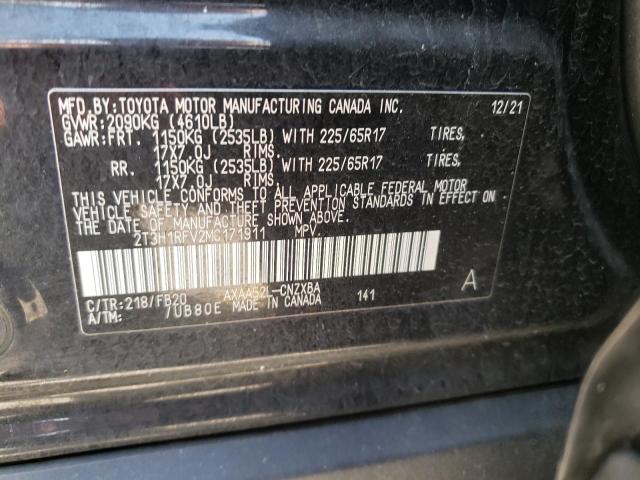 MFD.BY:TOYOTA MOTOR MANUFACTURING CANADA INC. 12/21
GVWR:2090KG (4610LB)
GAWR:FRT. 1150KG (2535LB) WITH 225/65R17 TIRES,
17X7.0J RIMS.
RR. 1150KG (2535LB) WITH 225/65R17 TIRES,
17X7.0J RIMS.
THIS VEHICLE CONFORMS TO ALL APPLICABLE FEDERAL MOTOR
VEHICLE SAFETY AND THEFT PREVENTION STANDARDS IN EFFECT ON
THE DATE OF MANUFACTURE SHOWN ABOVE.
2T3H1RFV2MC171911 MPV
C/TR:218/FB20 AXAA52L-CNZXBA 141 A
A/TM: 7UB80E MADE IN CANADA